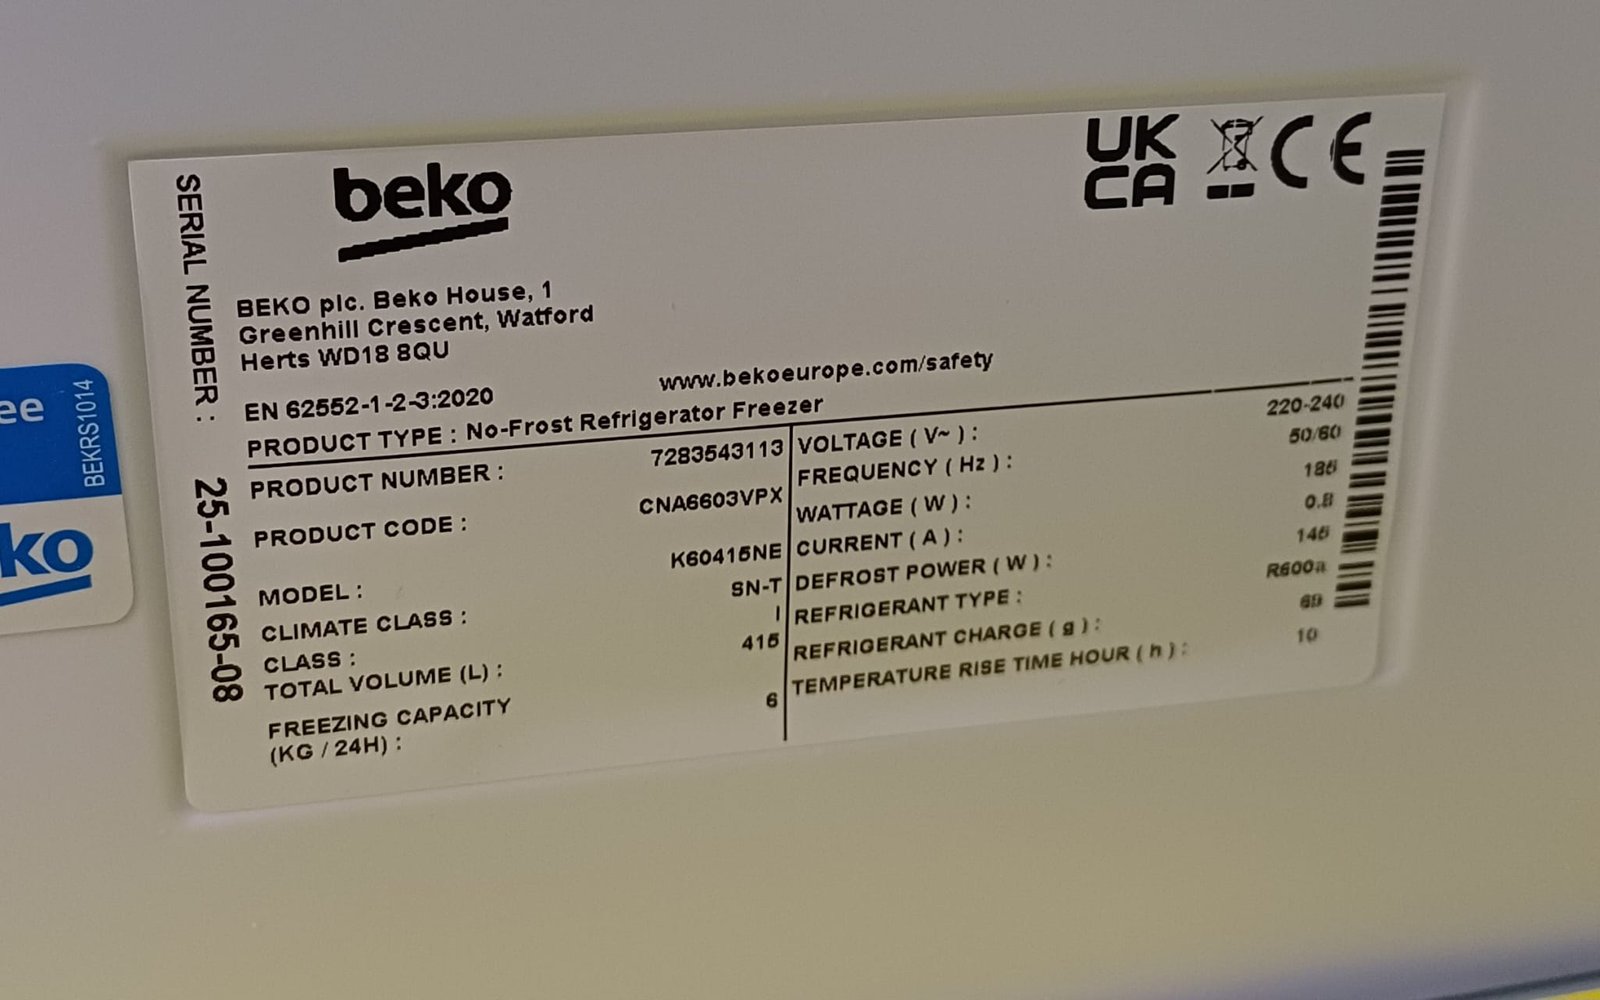 beko
UK
CA
CE
SERIAL NUMBER :
25-100165-08
BEKO plc. Beko House, 1
Greenhill Crescent, Watford
Herts WD18 8QU
EN 62552-1-2-3:2020
www.bekoeurope.com/safety
PRODUCT TYPE : No-Frost Refrigerator Freezer
PRODUCT NUMBER : 7283543113
PRODUCT CODE : CNA6603VPX
MODEL : K60415NE
CLIMATE CLASS : SN-T
CLASS : I
TOTAL VOLUME (L) : 415
FREEZING CAPACITY
(KG / 24H) : 6
VOLTAGE ( V~ ) : 220-240
FREQUENCY ( Hz ) : 50/60
WATTAGE ( W ) : 185
CURRENT ( A ) : 0.8
DEFROST POWER ( W ) : 145
REFRIGERANT TYPE : R600a
REFRIGERANT CHARGE ( g ) : 69
TEMPERATURE RISE TIME HOUR ( h ) : 10
ee
BEKRS1014
ko